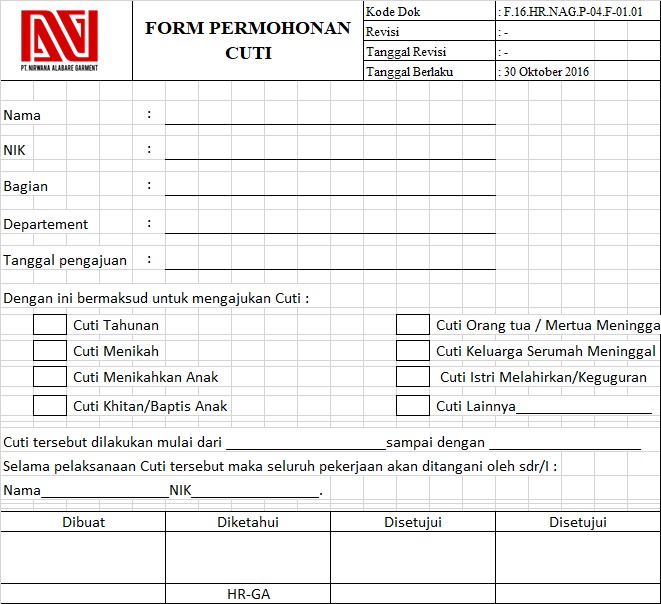 PT. NIRWANA ALABARE GARMENT
FORM PERMOHONAN
CUTI
Kode Dok : F.16.HR.NAG.P-04.F-01.01
Revisi : -
Tanggal Revisi : -
Tanggal Berlaku : 30 Oktober 2016
Nama :
NIK :
Bagian :
Departement :
Tanggal pengajuan :
Dengan ini bermaksud untuk mengajukan Cuti :
Cuti Tahunan Cuti Orang tua / Mertua Meningga
Cuti Menikah Cuti Keluarga Serumah Meninggal
Cuti Menikahkan Anak Cuti Istri Melahirkan/Keguguran
Cuti Khitan/Baptis Anak Cuti Lainnya_________________
Cuti tersebut dilakukan mulai dari ____________________sampai dengan ___________________
Selama pelaksanaan Cuti tersebut maka seluruh pekerjaan akan ditangani oleh sdr/I :
Nama________________NIK________________.
Dibuat Diketahui Disetujui Disetujui
HR-GA